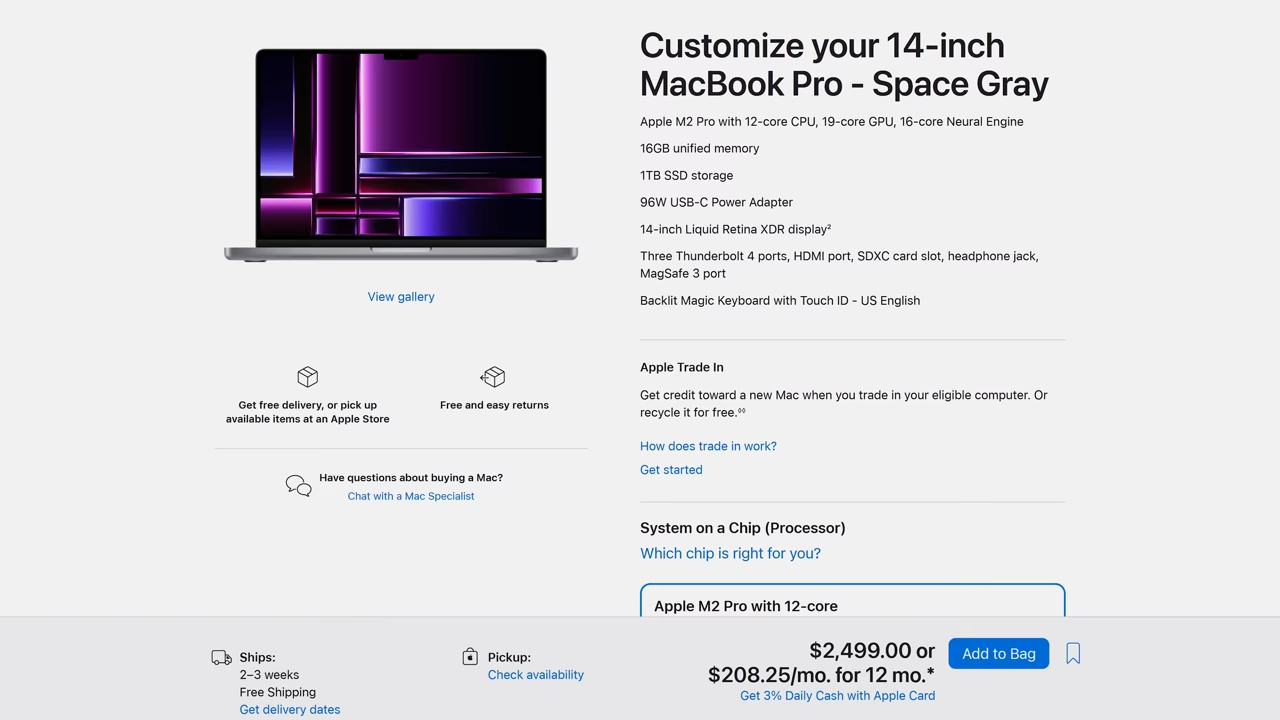 Customize your 14-inch
MacBook Pro - Space Gray
Apple M2 Pro with 12-core CPU, 19-core GPU, 16-core Neural Engine
16GB unified memory
1TB SSD storage
96W USB-C Power Adapter
14-inch Liquid Retina XDR display²
Three Thunderbolt 4 ports, HDMI port, SDXC card slot, headphone jack,
MagSafe 3 port
Backlit Magic Keyboard with Touch ID - US English
View gallery
Get free delivery, or pick up
available items at an Apple Store
Free and easy returns
Have questions about buying a Mac?
Chat with a Mac Specialist
Apple Trade In
Get credit toward a new Mac when you trade in your eligible computer. Or
recycle it for free.◊◊
How does trade in work?
Get started
System on a Chip (Processor)
Which chip is right for you?
Apple M2 Pro with 12-core
Ships:
2–3 weeks
Free Shipping
Get delivery dates
Pickup:
Check availability
$2,499.00 or
$208.25/mo. for 12 mo.*
Get 3% Daily Cash with Apple Card
Add to Bag